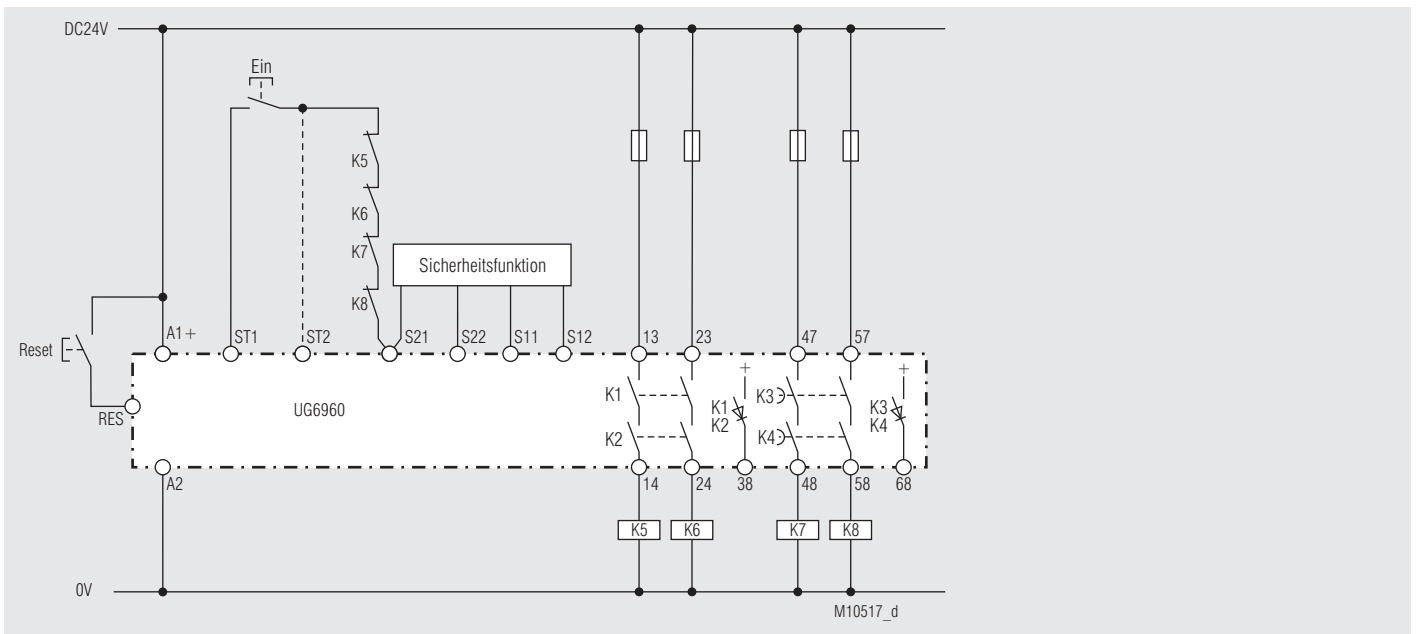 DC24V
Ein
K5
K6
K7
K8
Sicherheitsfunktion
Reset
A1+
ST1
ST2
S21
S22
S11
S12
13
23
47
57
RES
UG6960
K1
K2
K1
K2
+
K3
K4
K3
K4
+
A2
14
24
38
48
58
68
K5
K6
K7
K8
0V
M10517_d